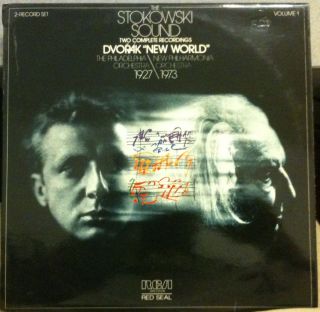 2-RECORD SET
THE
VOLUME 1
STOKOWSKI
SOUND
TWO COMPLETE RECORDINGS
DVOŘAK "NEW WORLD"
THE PHILADELPHIA \ NEW PHILHARMONIA
ORCHESTRA \ ORCHESTRA
1927 \ 1973
RCA
RED SEAL